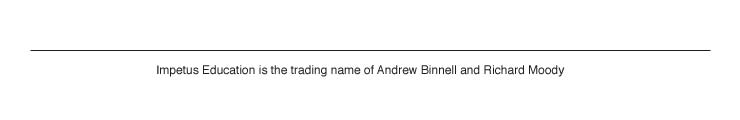 Impetus Education is the trading name of Andrew Binnell and Richard Moody